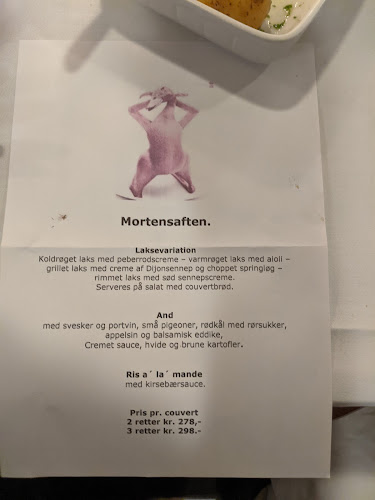 Mortensaften.
Laksevariation
Koldrøget laks med peberrodscreme – varmrøget laks med aioli –
grillet laks med creme af Dijonsennep og choppet springløg –
rimmet laks med sød sennepscreme.
Serveres på salat med couvertbrød.
And
med svesker og portvin, små pigeoner, rødkål med rørsukker,
appelsin og balsamisk eddike,
Cremet sauce, hvide og brune kartofler.
Ris a´ la´ mande
med kirsebærsauce.
Pris pr. couvert
2 retter kr. 278,-
3 retter kr. 298.-